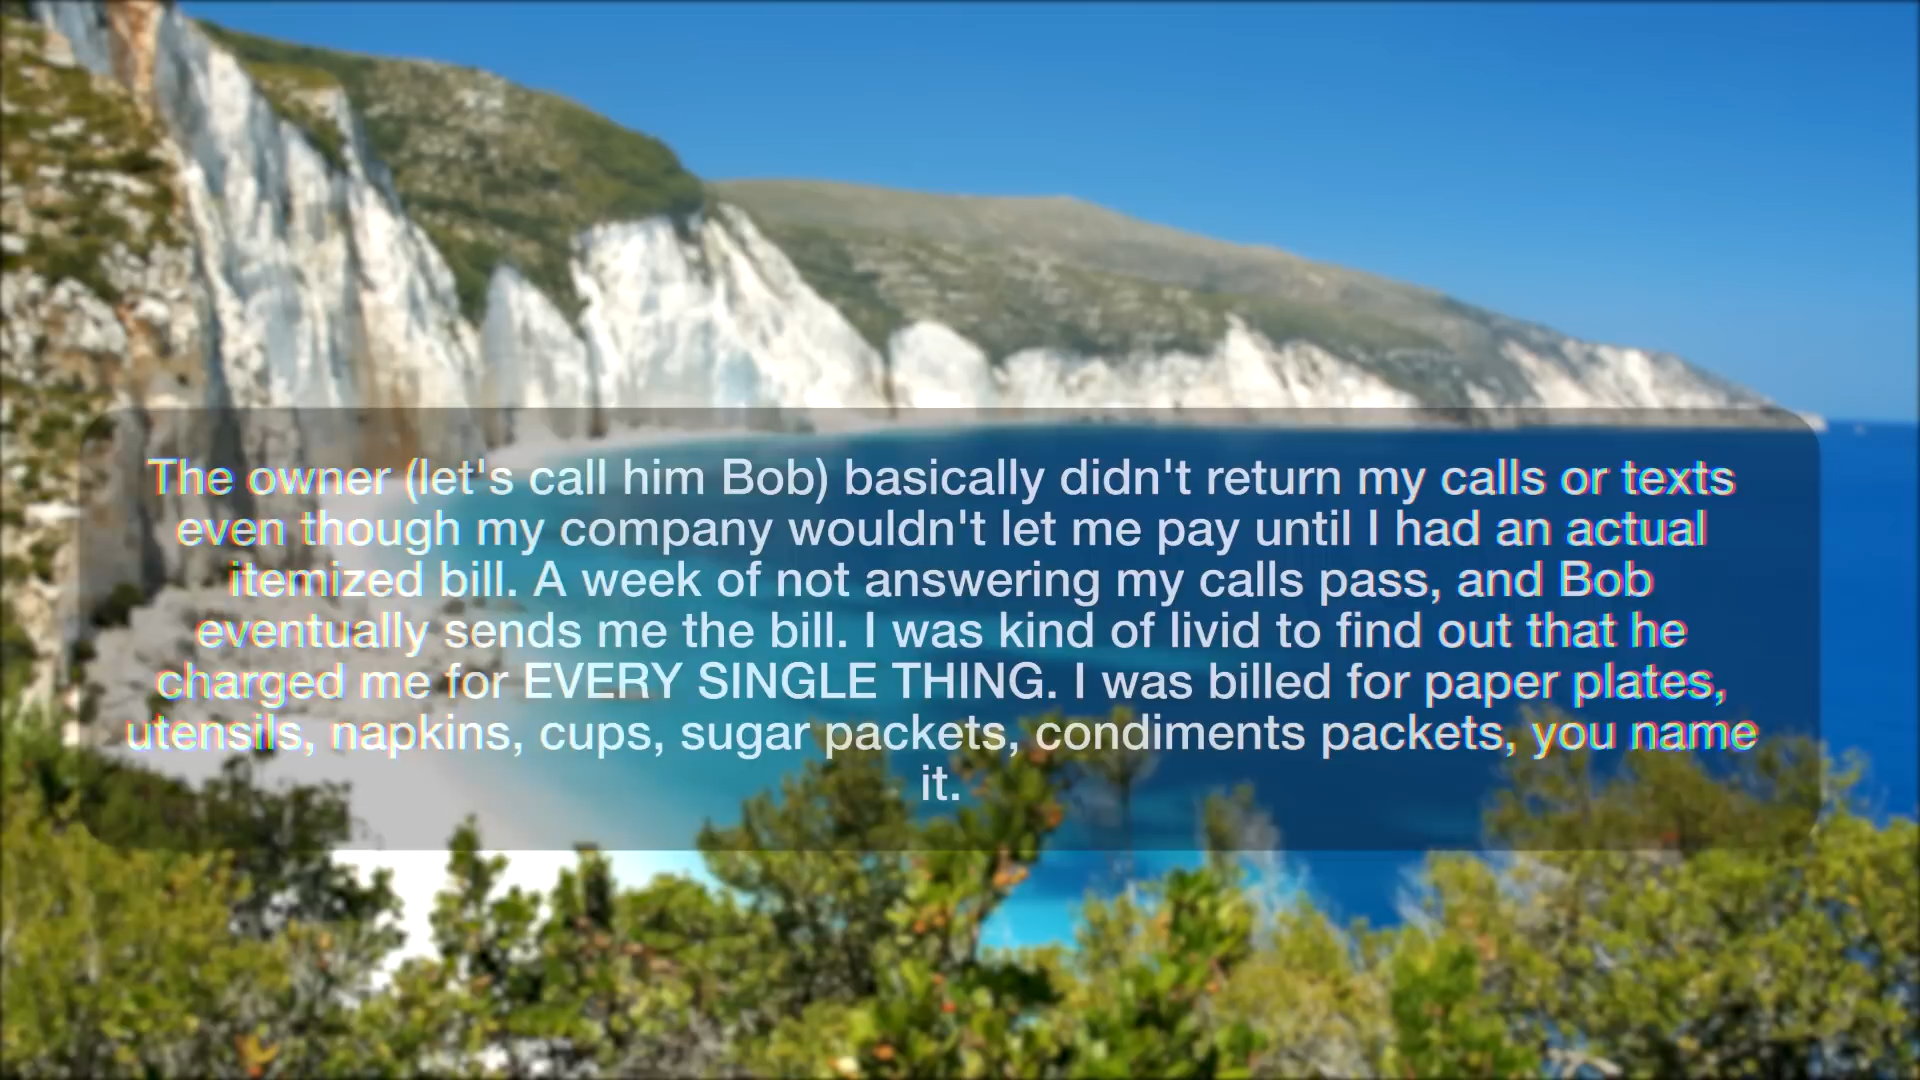 The owner (let's call him Bob) basically didn't return my calls or texts
even though my company wouldn't let me pay until I had an actual
itemized bill. A week of not answering my calls pass, and Bob
eventually sends me the bill. I was kind of livid to find out that he
charged me for EVERY SINGLE THING. I was billed for paper plates,
utensils, napkins, cups, sugar packets, condiments packets, you name
it.